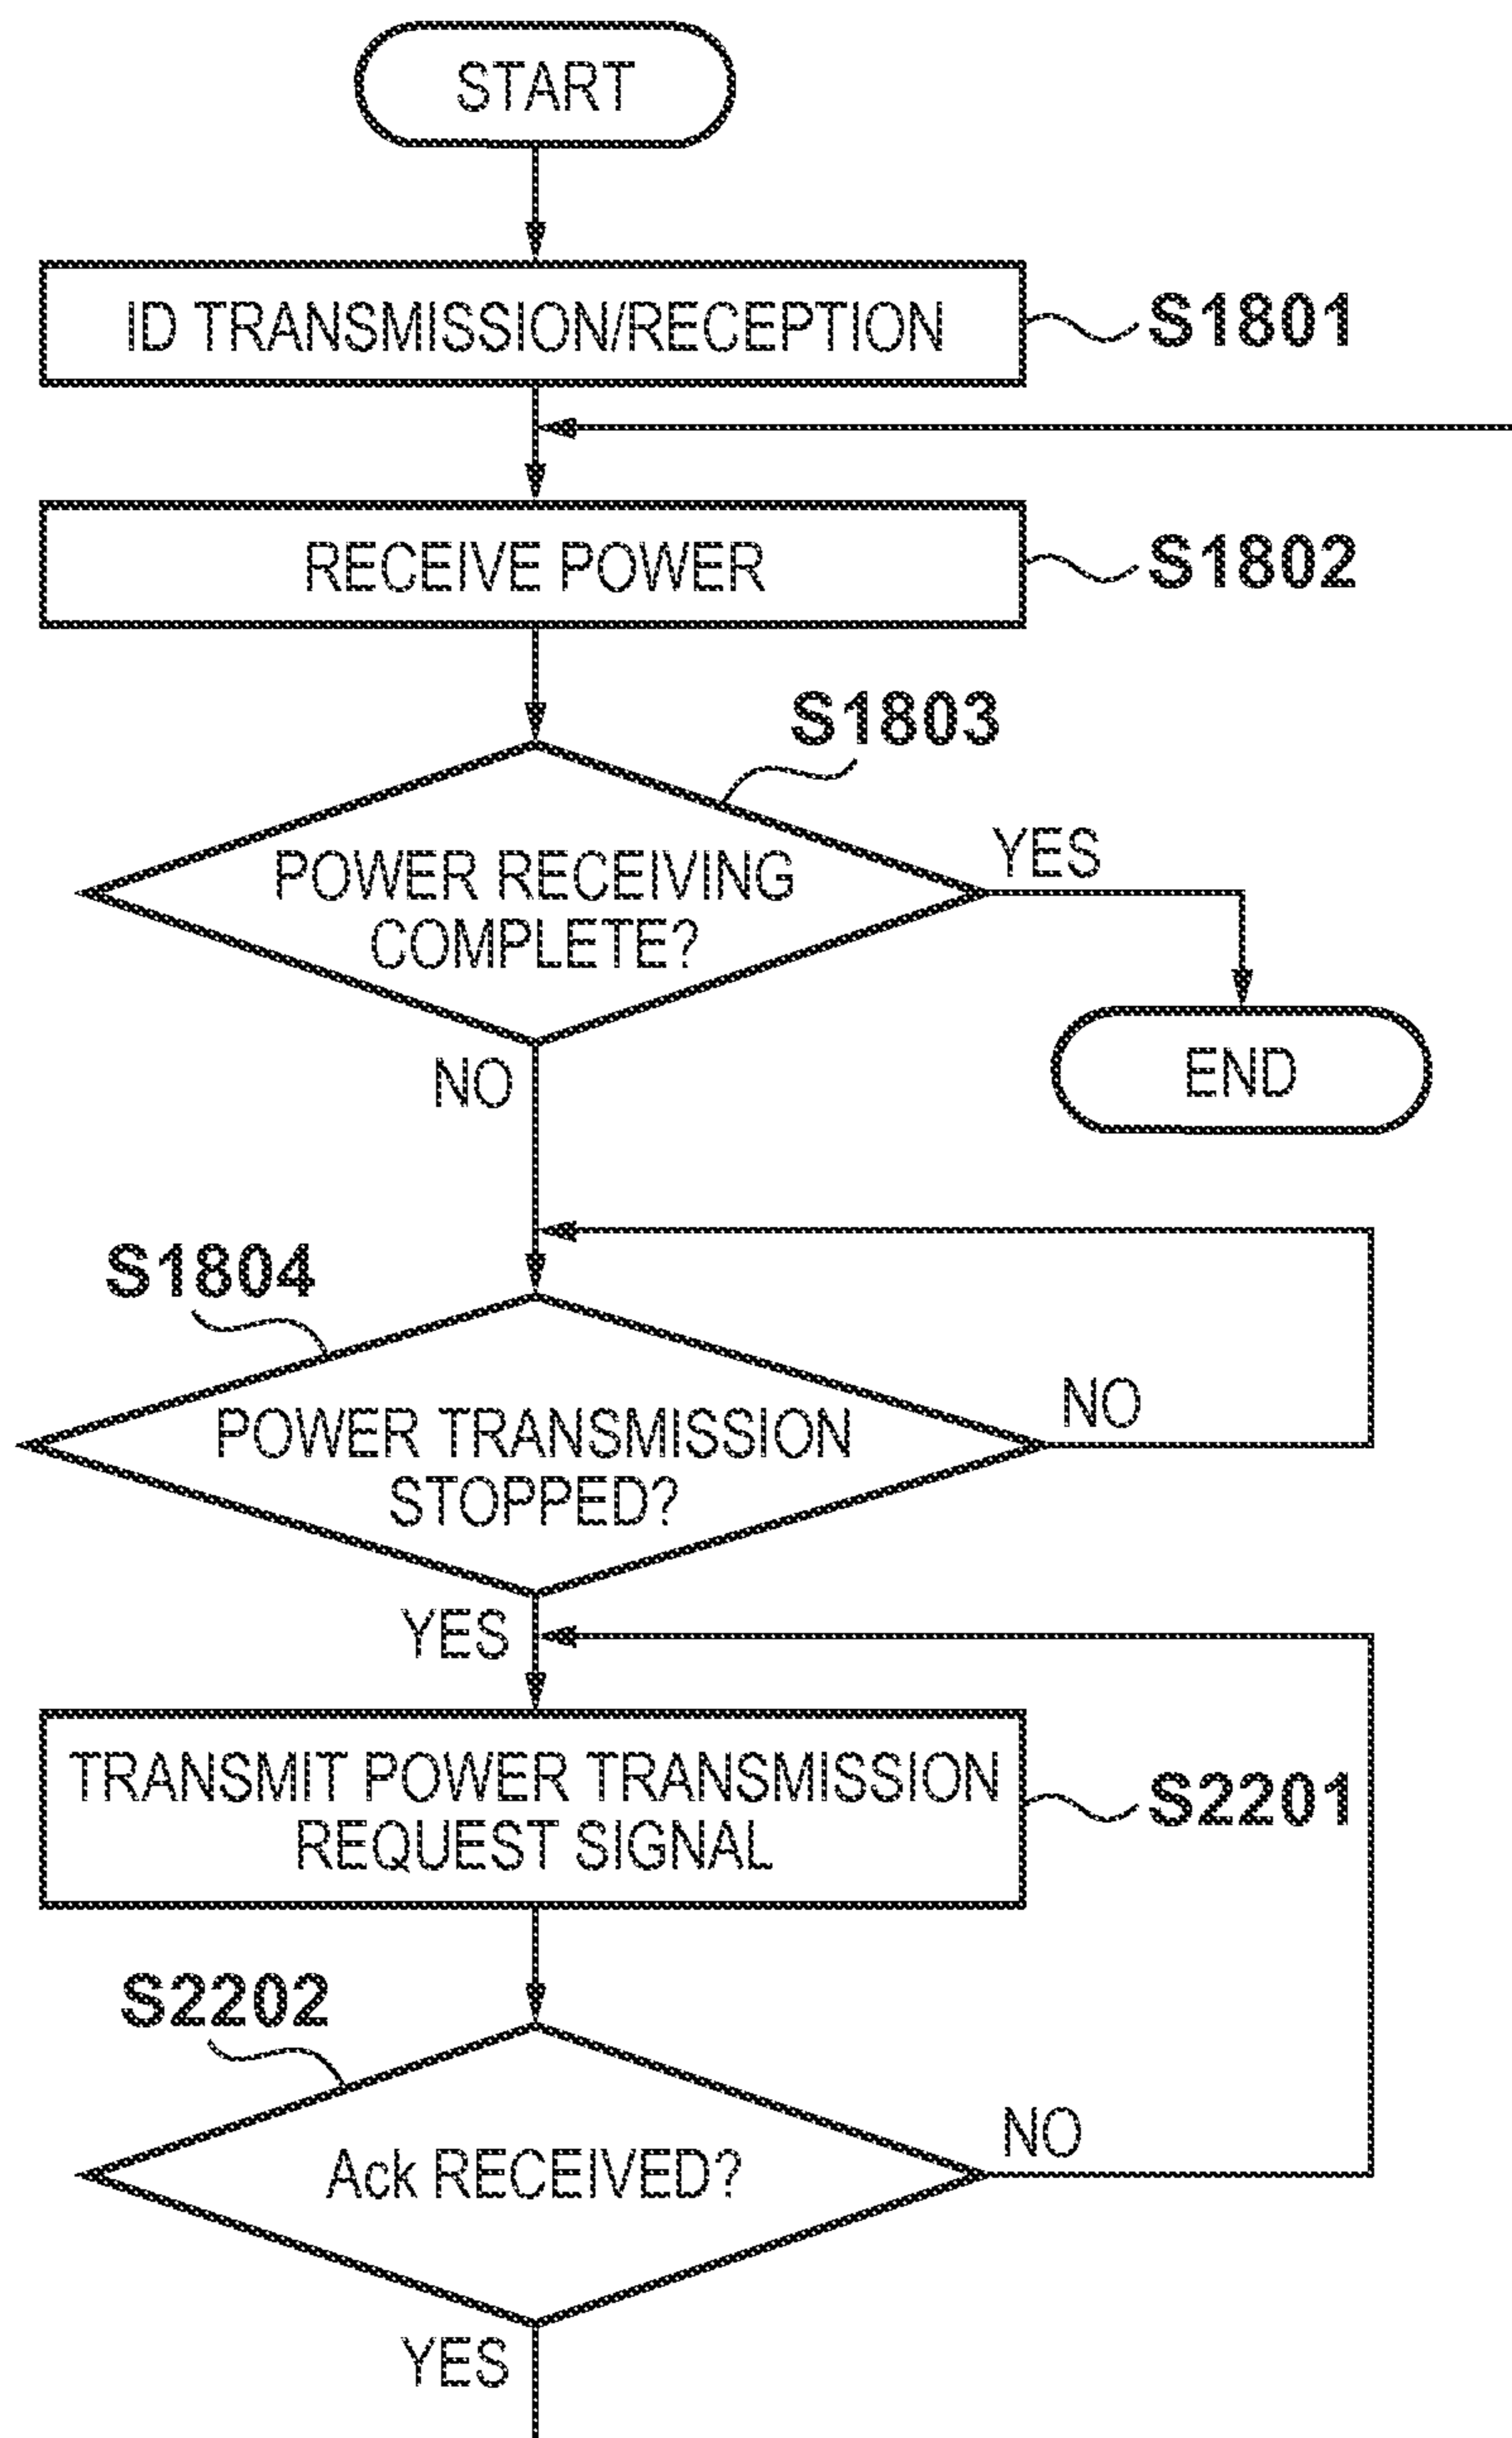 START
ID TRANSMISSION/RECEPTION
S1801
RECEIVE POWER
S1802
S1803
POWER RECEIVING
COMPLETE?
YES
NO
END
S1804
POWER TRANSMISSION
STOPPED?
NO
YES
TRANSMIT POWER TRANSMISSION
REQUEST SIGNAL
S2201
S2202
Ack RECEIVED?
NO
YES